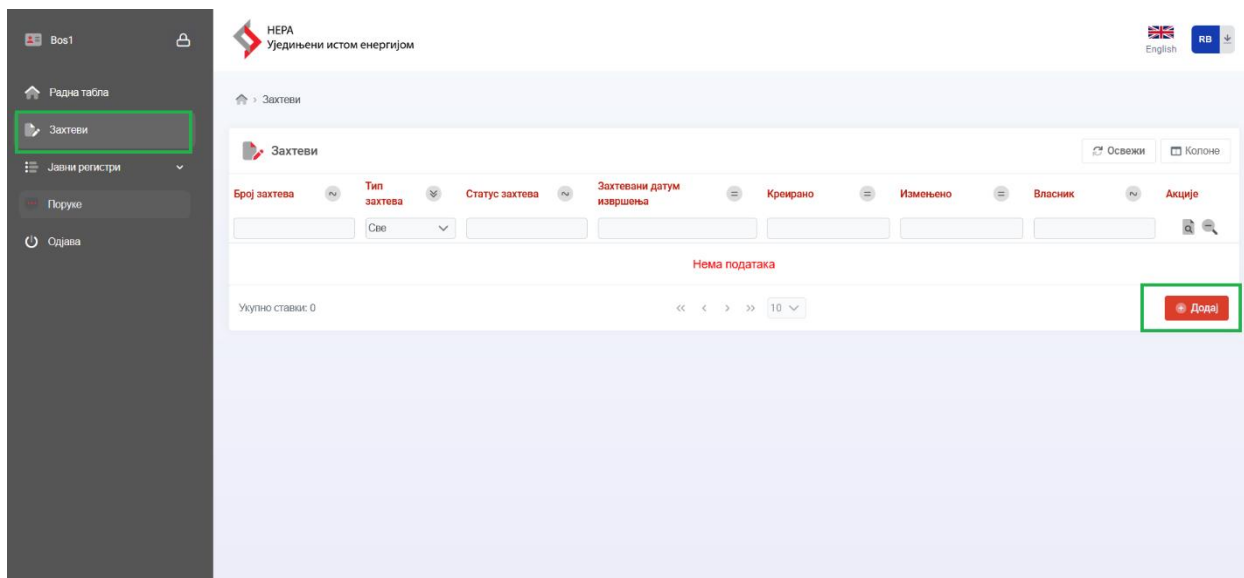 Bos1
НЕРА
Уједињени истом енергијом
English
RB
Радна табла
Захтеви
Јавни регистри
Поруке
Одјава
Захтеви
Захтеви
Освежи
Колоне
Број захтева
Тип захтева
Статус захтева
Захтевани датум извршења
Креирано
Измењено
Власник
Акције
Све
Нема података
Укупно ставки: 0
10
Додај